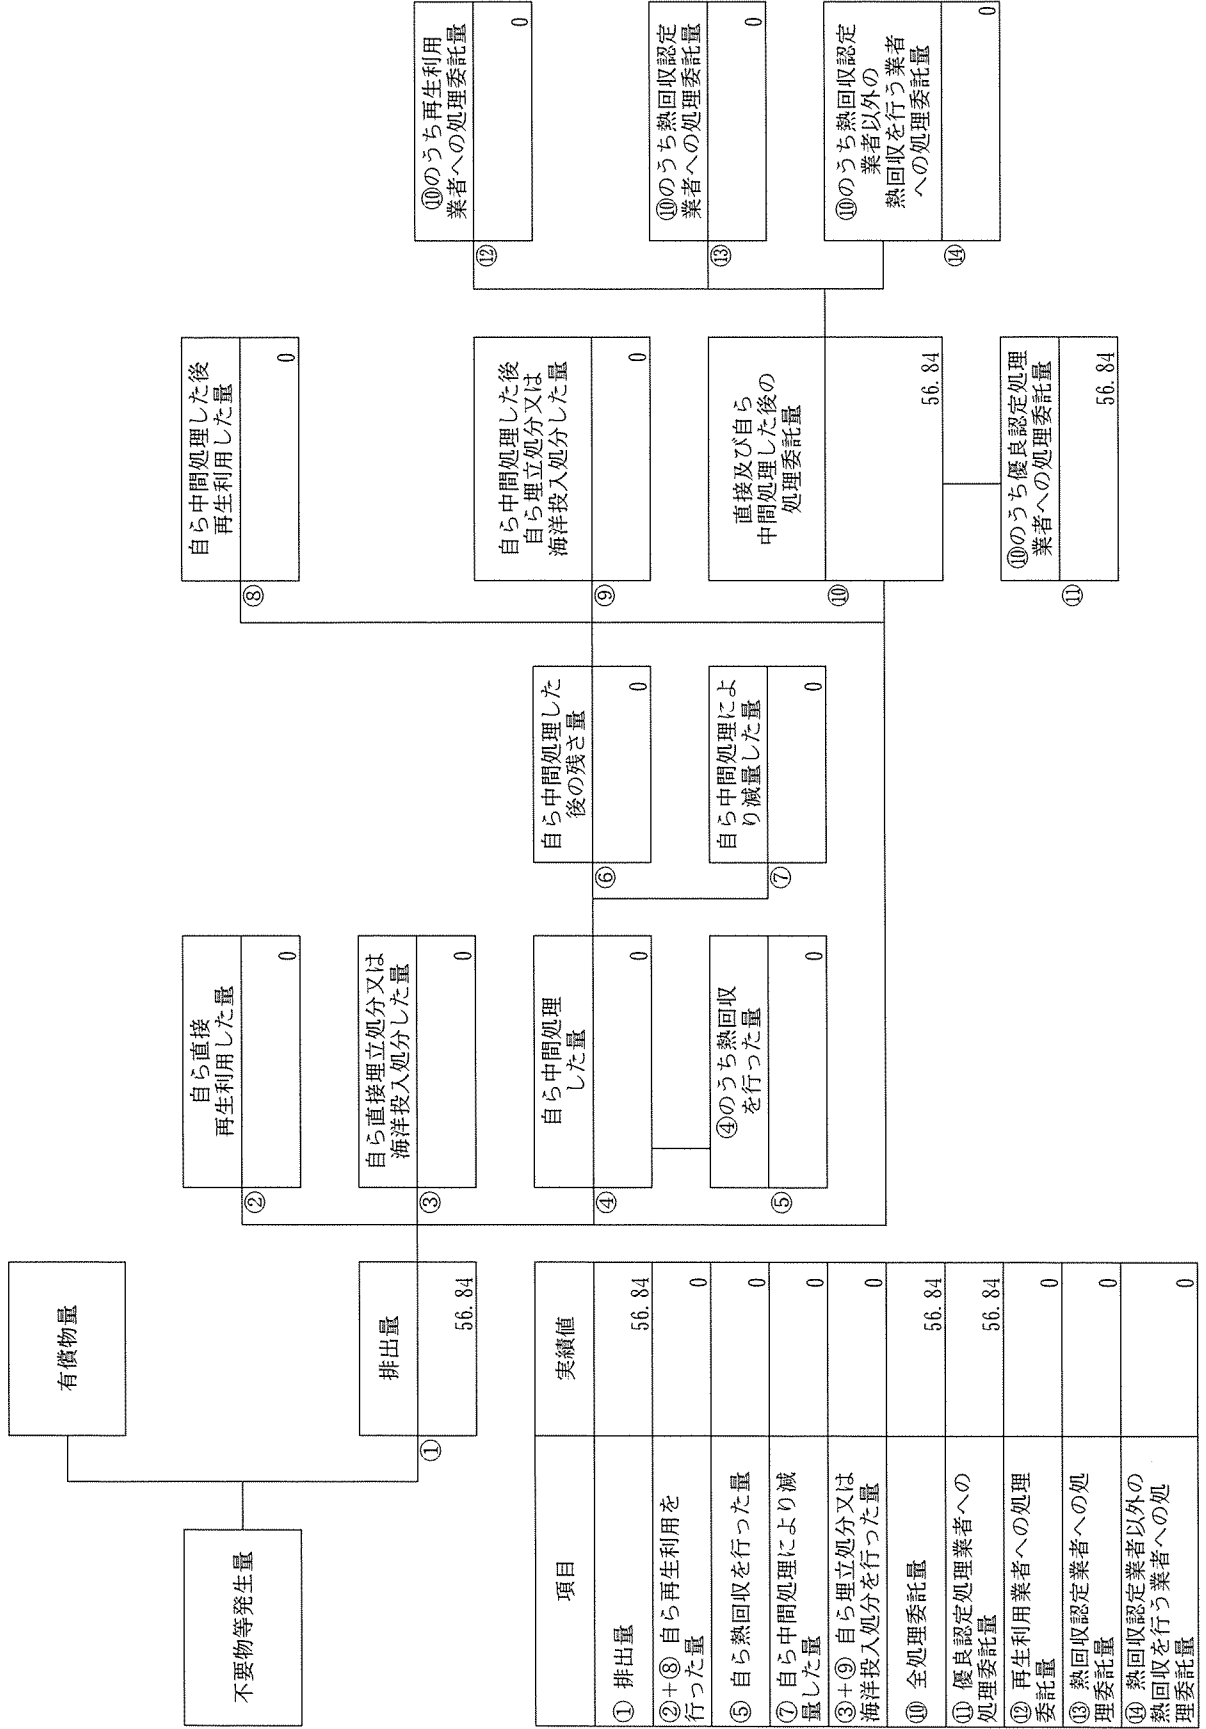 不要物等発生量
有償物量
①
排出量
56.84
②
自ら直接
再生利用した量
0
③
自ら直接埋立処分又は
海洋投入処分した量
0
④
自ら中間処理
した量
0
⑤
④のうち熱回収
を行った量
0
⑥
自ら中間処理した
後の残さ量
0
⑦
自ら中間処理によ
り減量した量
0
⑧
自ら中間処理した後
再生利用した量
0
⑨
自ら中間処理した後
自ら埋立処分又は
海洋投入処分した量
0
⑩
直接及び自ら
中間処理した後の
処理委託量
56.84
⑪
⑩のうち優良認定処理
業者への処理委託量
56.84
⑫
⑩のうち再生利用
業者への処理委託量
0
⑬
⑩のうち熱回収認定
業者への処理委託量
0
⑭
⑩のうち熱回収認定
業者以外の
熱回収を行う業者
への処理委託量
0
項目 実績値
① 排出量 56.84
②+⑧ 自ら再生利用を
行った量 0
⑤ 自ら熱回収を行った量 0
⑦ 自ら中間処理により減
量した量 0
③+⑨ 自ら埋立処分又は
海洋投入処分を行った量 0
⑩ 全処理委託量 56.84
⑪ 優良認定処理業者への
処理委託量 56.84
⑫ 再生利用業者への処理
委託量 0
⑬ 熱回収認定業者への処
理委託量 0
⑭ 熱回収認定業者以外の
熱回収を行う業者への処
理委託量 0